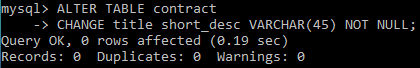 mysql> ALTER TABLE contract
    -> CHANGE title short_desc VARCHAR(45) NOT NULL;
Query OK, 0 rows affected (0.19 sec)
Records: 0  Duplicates: 0  Warnings: 0